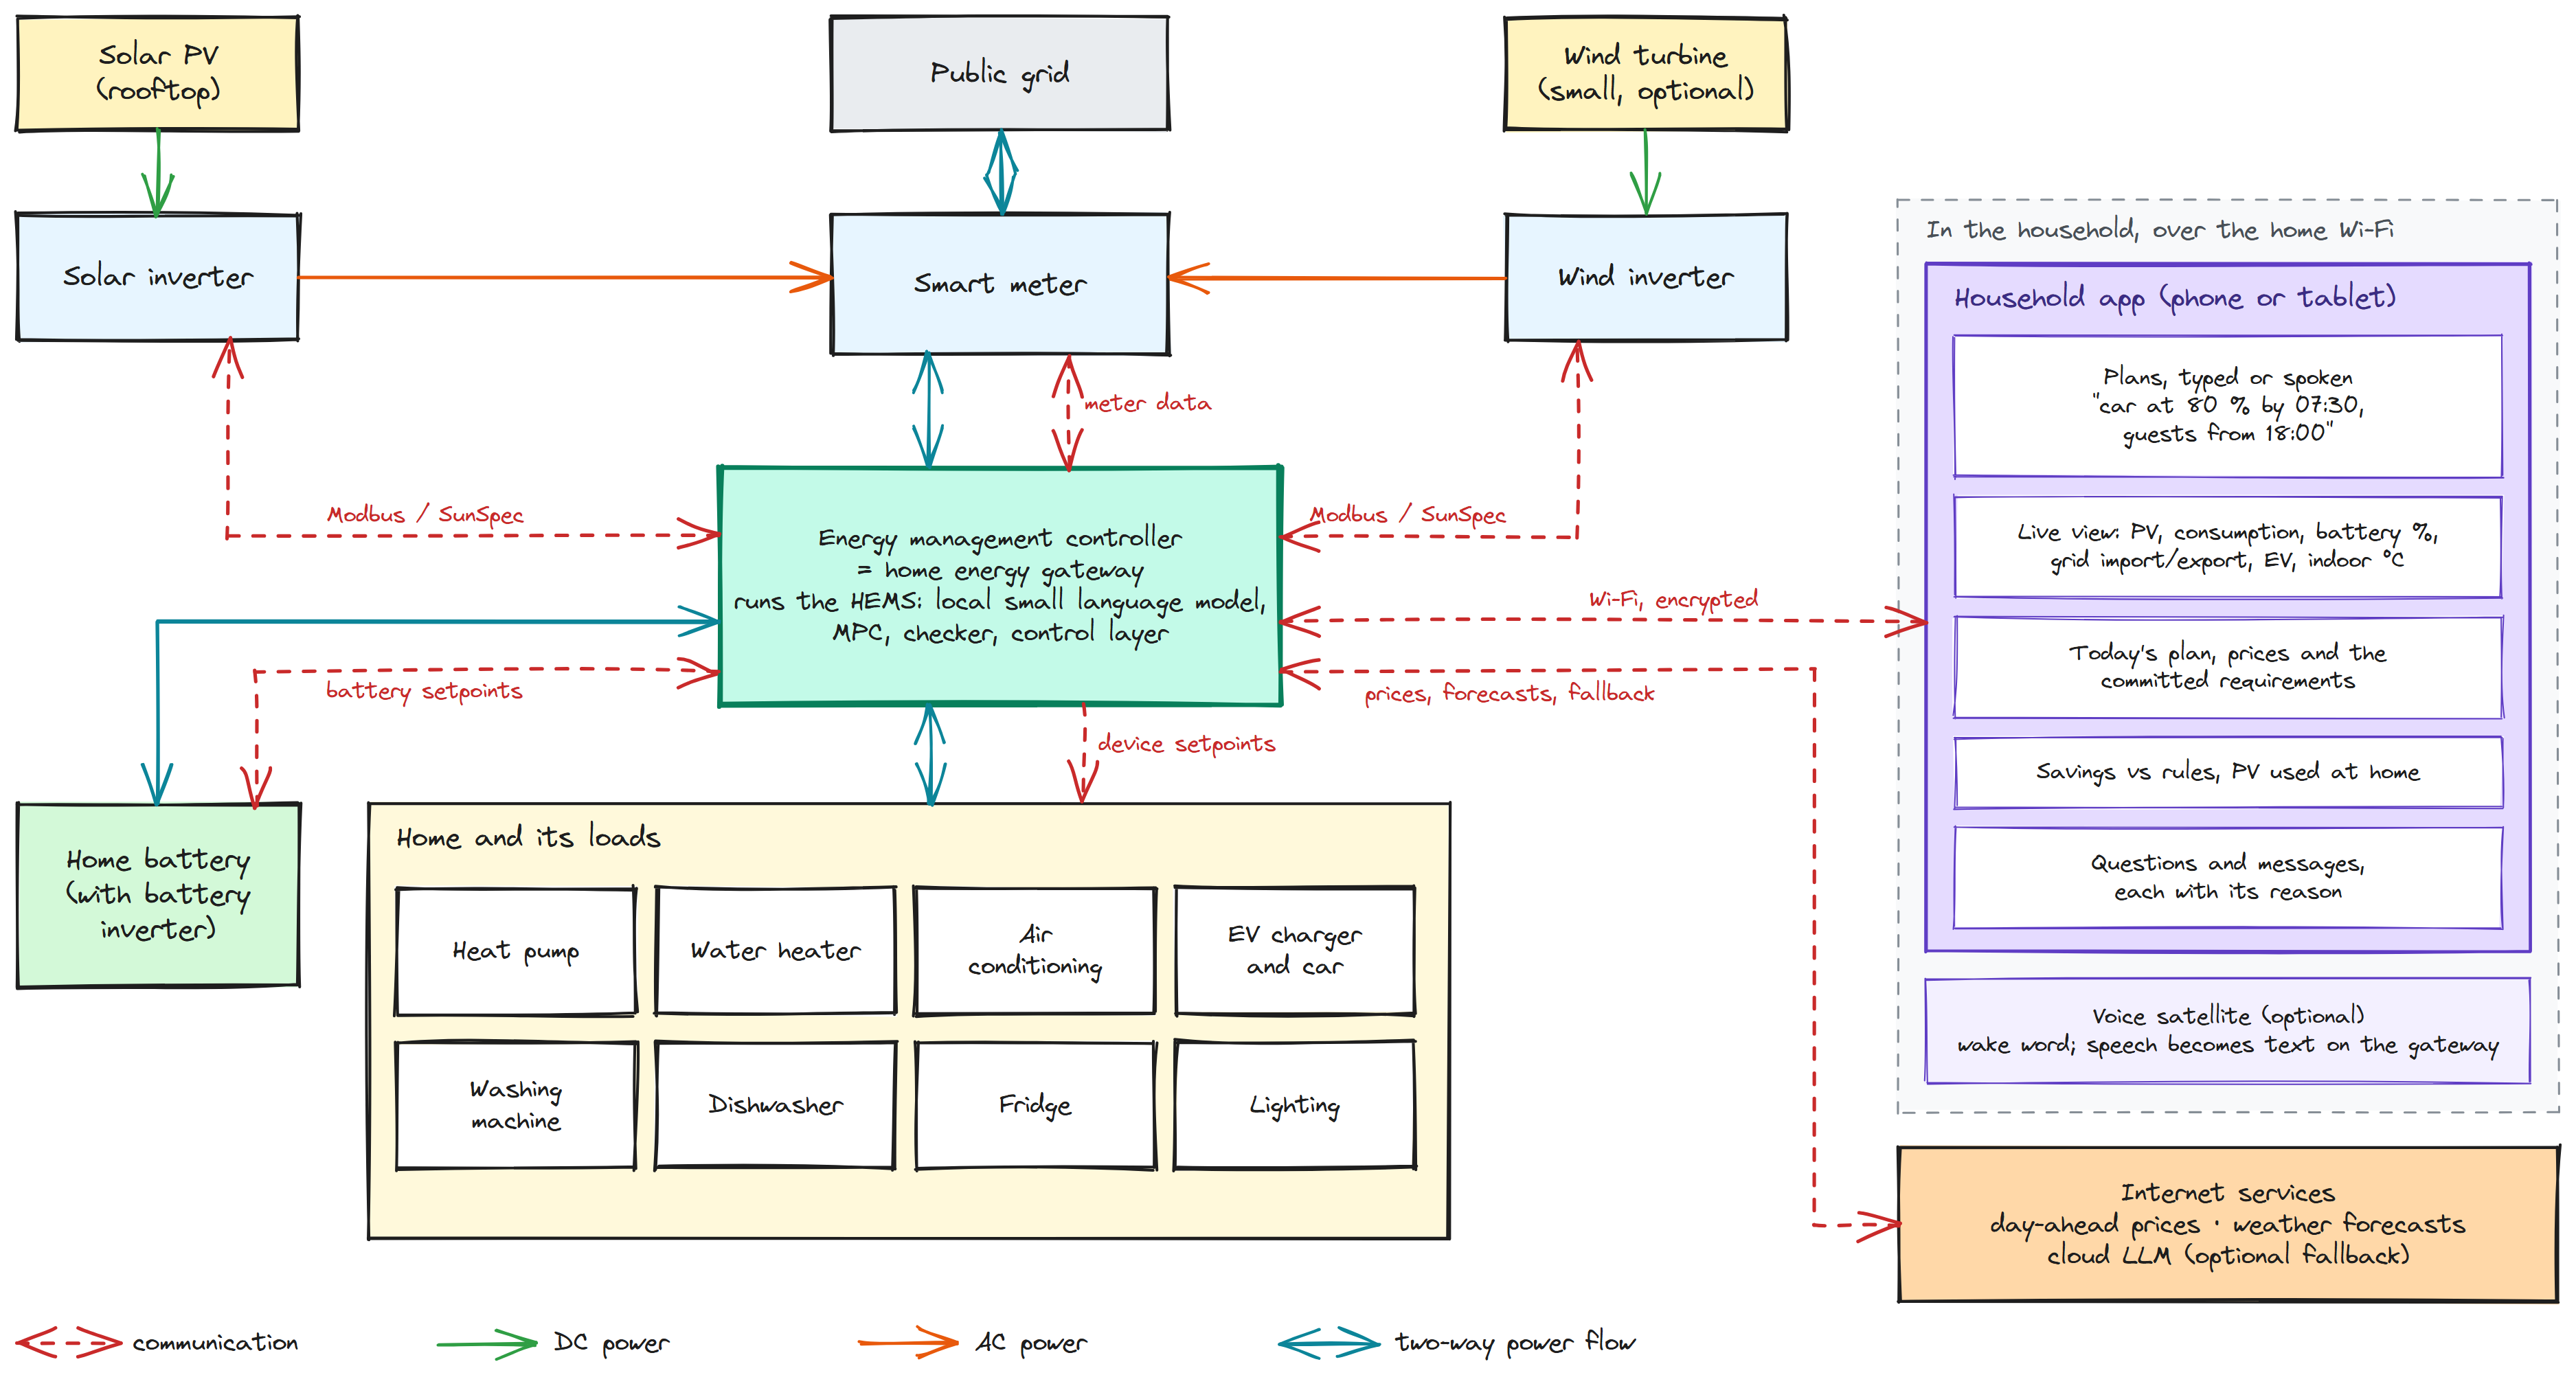 Solar PV
(rooftop)
Public grid
Wind turbine
(small, optional)
Solar inverter
Smart meter
Wind inverter
In the household, over the home Wi-Fi
Household app (phone or tablet)
Plans, typed or spoken
"car at 80 % by 07:30,
guests from 18:00"
Live view: PV, consumption, battery %,
grid import/export, EV, indoor °C
Today's plan, prices and the
committed requirements
Savings vs rules, PV used at home
Questions and messages,
each with its reason
Voice satellite (optional)
wake word; speech becomes text on the gateway
meter data
Modbus / SunSpec
Modbus / SunSpec
Energy management controller
= home energy gateway
runs the HEMS: local small language model,
MPC, checker, control layer
Wi-Fi, encrypted
battery setpoints
prices, forecasts, fallback
device setpoints
Home battery
(with battery
inverter)
Home and its loads
Heat pump
Water heater
Air
conditioning
EV charger
and car
Washing
machine
Dishwasher
Fridge
Lighting
Internet services
day-ahead prices · weather forecasts
cloud LLM (optional fallback)
communication
DC power
AC power
two-way power flow